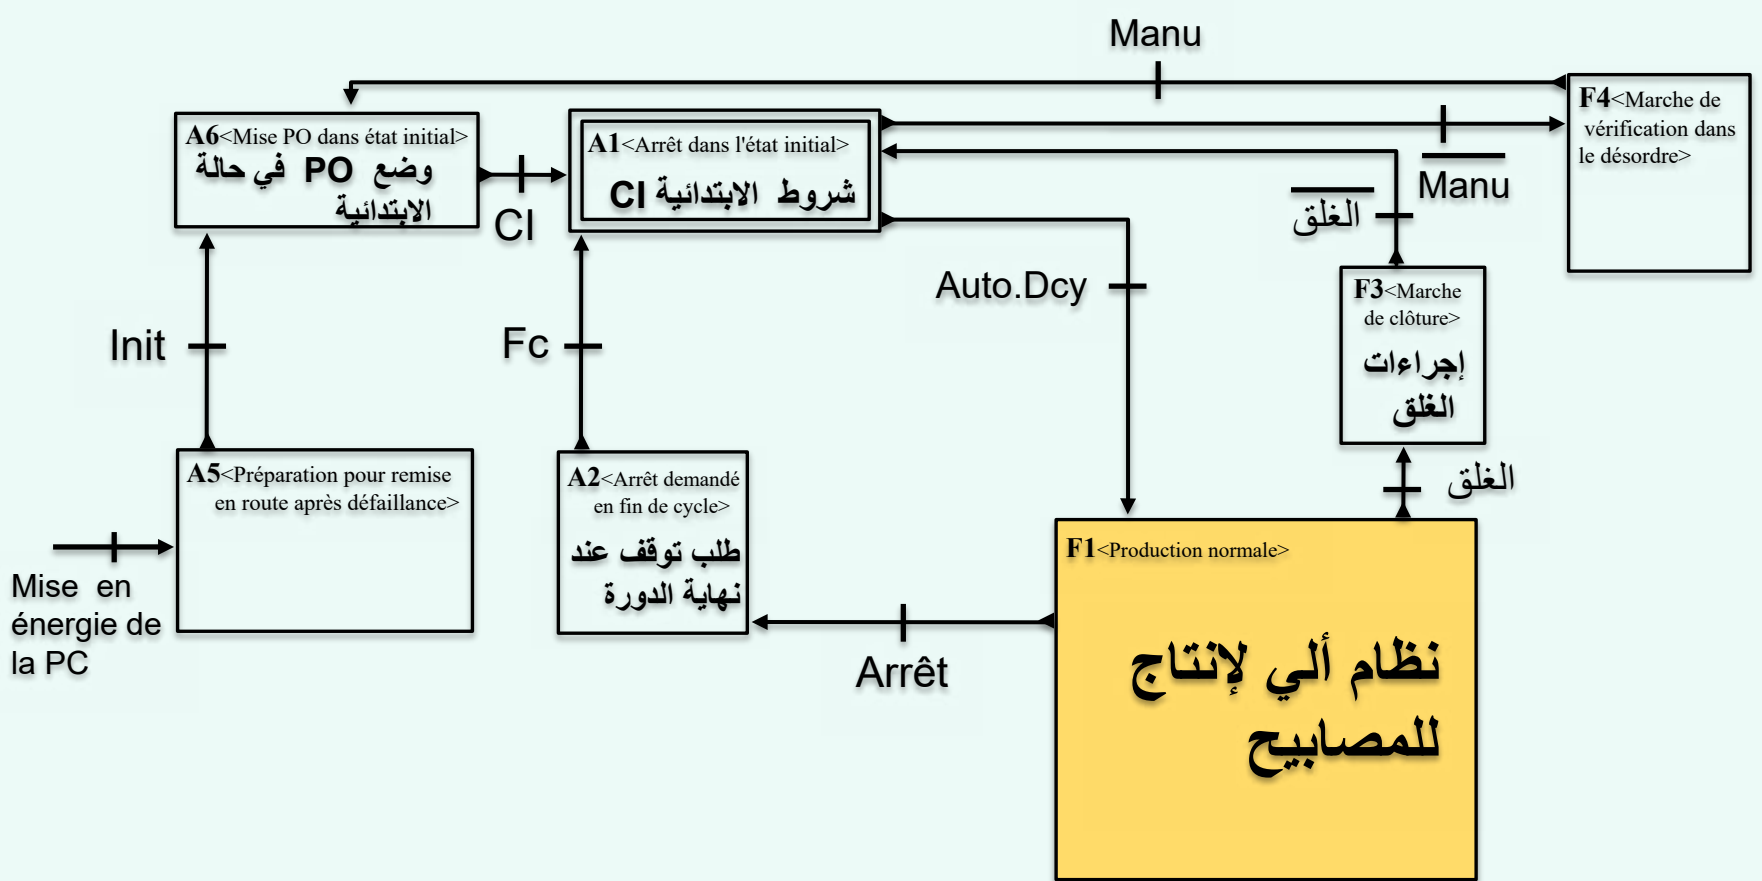 Manu
F4<Marche de
vérification dans
le désordre>
A6<Mise PO dans état initial>
وضع PO في حالة
الابتدائية
CI
A1<Arrêt dans l'état initial>
شروط الابتدائية CI
Manu
الغلق
Auto.Dcy
F3<Marche
de clôture>
إجراءات
الغلق
Init
Fc
A5<Préparation pour remise
en route après défaillance>
A2<Arrêt demandé
en fin de cycle>
طلب توقف عند
نهاية الدورة
الغلق
Mise en
énergie de
la PC
Arrêt
F1<Production normale>
نظام ألي لإنتاج
للمصابيح